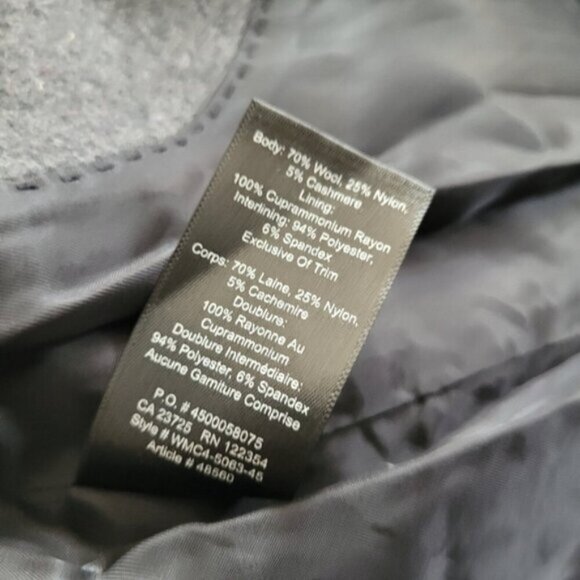 Body: 70% Wool, 25% Nylon,
5% Cashmere
Lining:
100% Cuprammonium Rayon
Interlining: 94% Polyester,
6% Spandex
Exclusive Of Trim
Corps: 70% Laine, 25% Nylon,
5% Cachemire
Doublure:
100% Rayonne Au
Cuprammonium
Doublure Intermédiaire:
94% Polyester, 6% Spandex
Aucune Garniture Comprise
P.O. # 4500058075
CA 23725 RN 122354
Style # WMC4-5063-45
Article # 48560